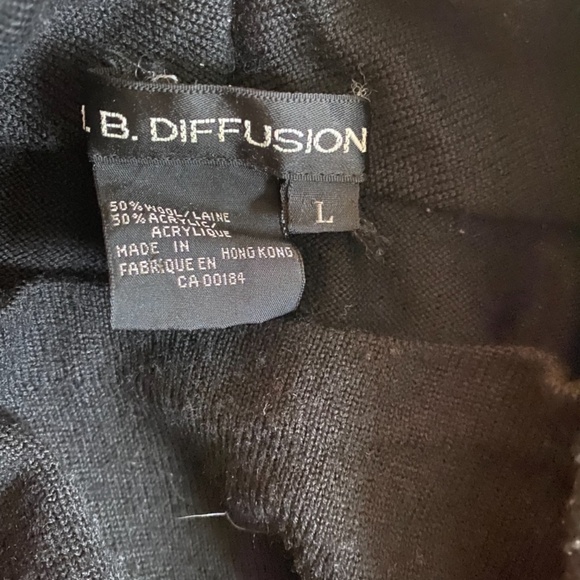 . B. DIFFUSION
L
50% WOOL/LAINE
50% ACRYLIC/
ACRYLIQUE
MADE IN HONG KONG
FABRIQUE EN
CA 00184